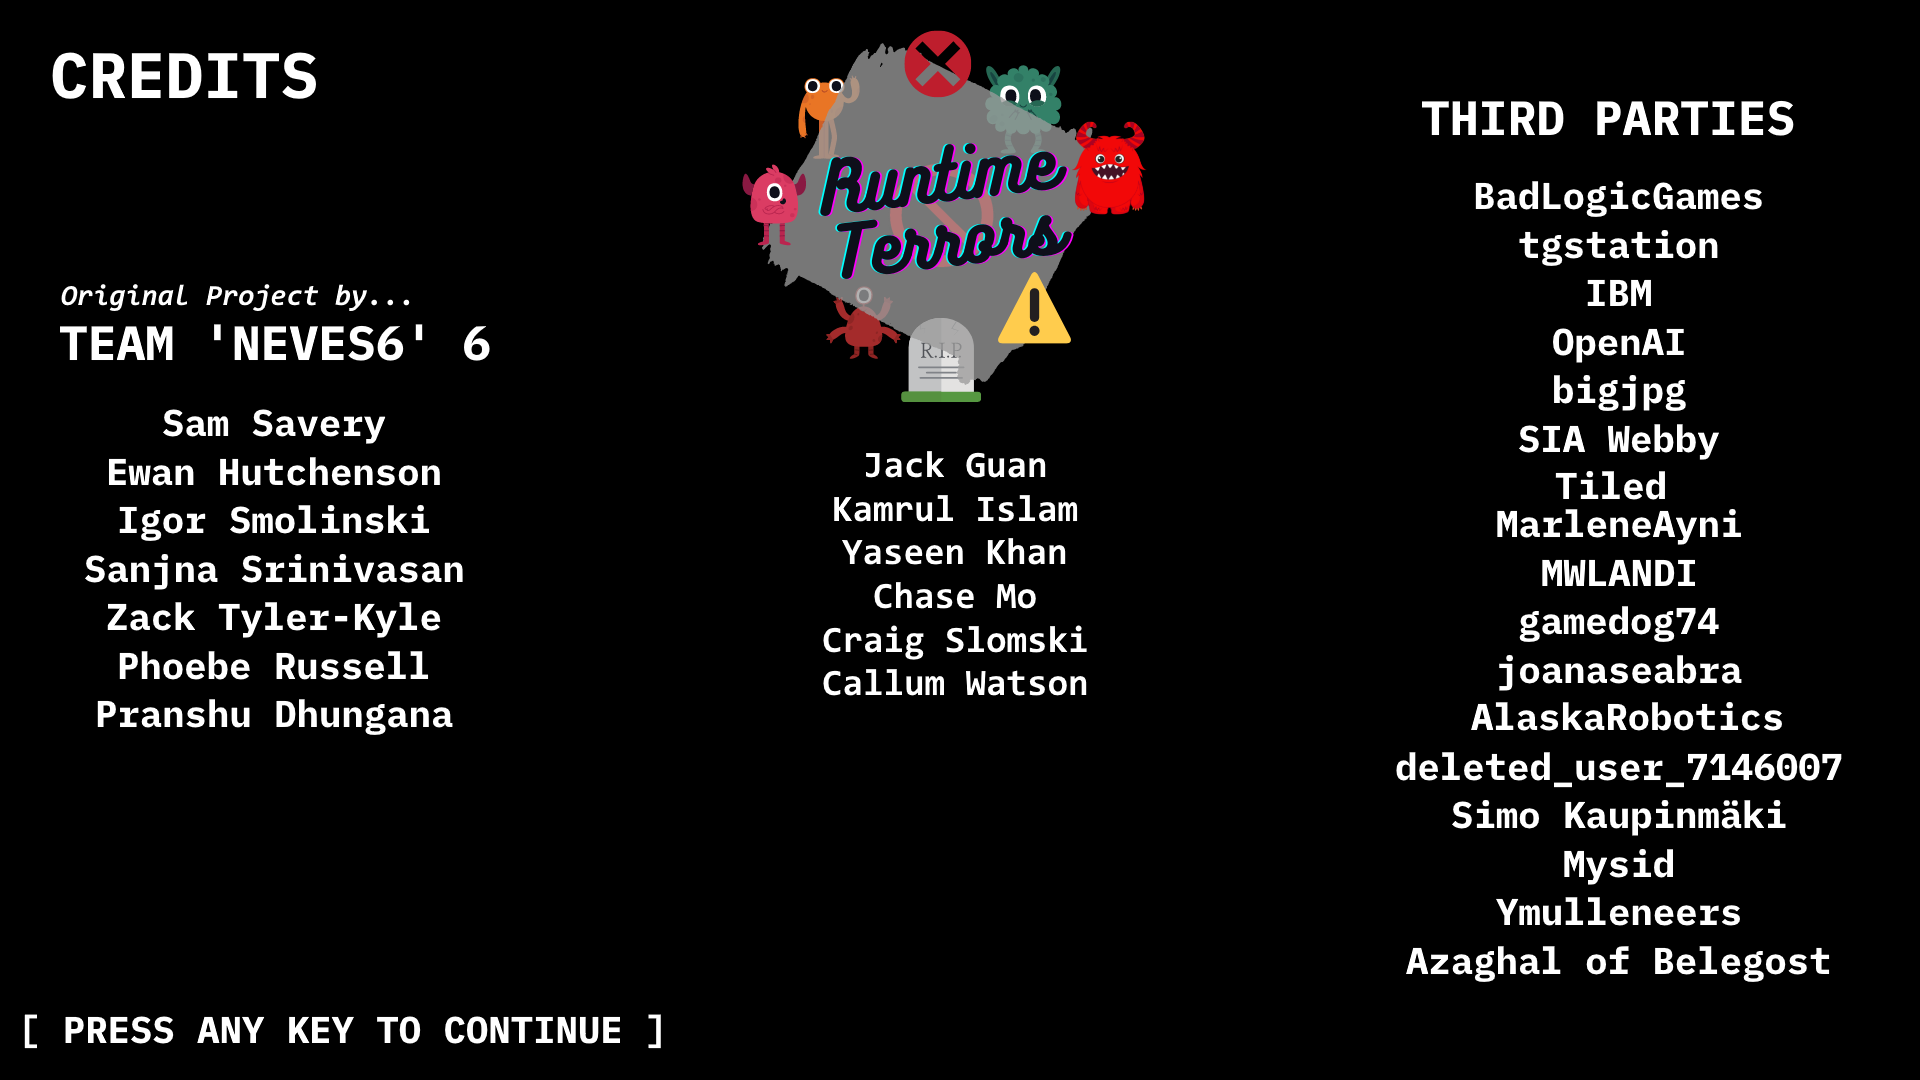 CREDITS
Original Project by...
TEAM 'NEVES6' 6
Sam Savery
Ewan Hutchenson
Igor Smolinski
Sanjna Srinivasan
Zack Tyler-Kyle
Phoebe Russell
Pranshu Dhungana
Runtime
Terrors
R.I.P
Jack Guan
Kamrul Islam
Yaseen Khan
Chase Mo
Craig Slomski
Callum Watson
THIRD PARTIES
BadLogicGames
tgstation
IBM
OpenAI
bigjpg
SIA Webby
Tiled
MarleneAyni
MWLANDI
gamedog74
joanaseabra
AlaskaRobotics
deleted_user_7146007
Simo Kaupinmäki
Mysid
Ymulleneers
Azaghal of Belegost
[ PRESS ANY KEY TO CONTINUE ]